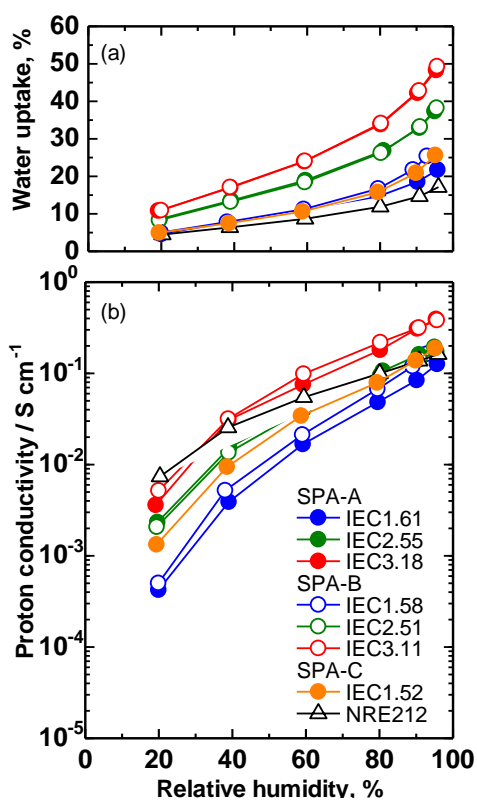 60
(a)
50
40
30
20
10
0
Water uptake, %
10⁰
(b)
10⁻¹
10⁻²
10⁻³
10⁻⁴
10⁻⁵
Proton conductivity / S cm⁻¹
SPA-A
IEC1.61
IEC2.55
IEC3.18
SPA-B
IEC1.58
IEC2.51
IEC3.11
SPA-C
IEC1.52
NRE212
0 20 40 60 80 100
Relative humidity, %